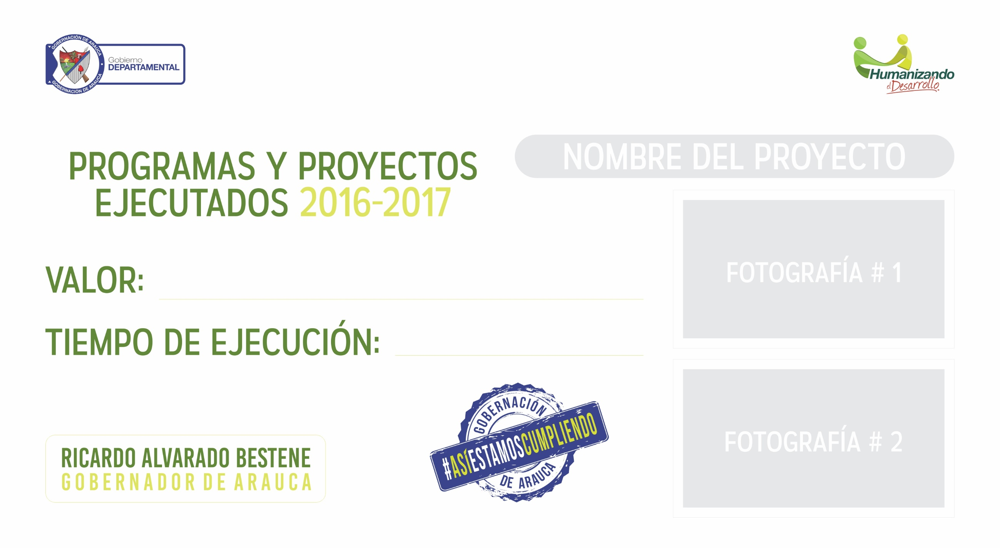 GOBERNACIÓN DE ARAUCA
GOBERNACIÓN DE ARAUCA
Gobierno
DEPARTAMENTAL
Humanizando
el Desarrollo
PROGRAMAS Y PROYECTOS
EJECUTADOS 2016-2017
NOMBRE DEL PROYECTO
VALOR:
TIEMPO DE EJECUCIÓN:
FOTOGRAFÍA # 1
FOTOGRAFÍA # 2
RICARDO ALVARADO BESTENE
GOBERNADOR DE ARAUCA
GOBERNACIÓN
#ASÍESTAMOSCUMPLIENDO
DE ARAUCA